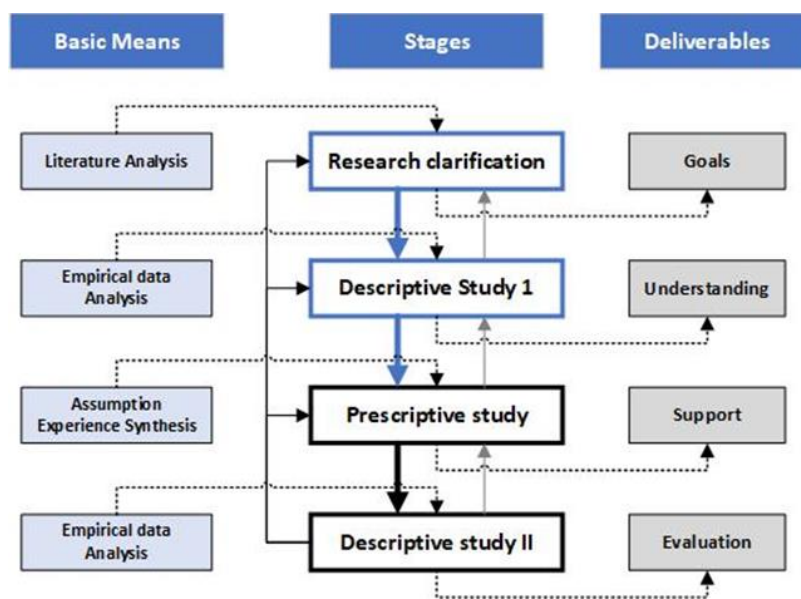 Basic Means
Stages
Deliverables
Literature Analysis
Research clarification
Goals
Empirical data
Analysis
Descriptive Study 1
Understanding
Assumption
Experience Synthesis
Prescriptive study
Support
Empirical data
Analysis
Descriptive study II
Evaluation